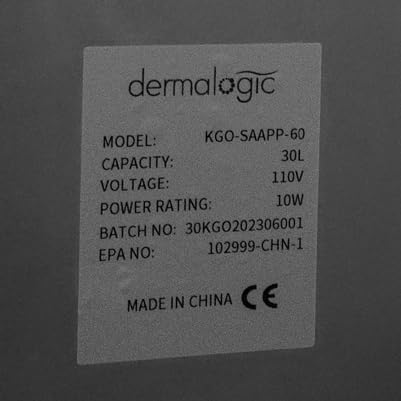 dermalogic
MODEL: KGO-SAAPP-60
CAPACITY: 30L
VOLTAGE: 110V
POWER RATING: 10W
BATCH NO: 30KGO202306001
EPA NO: 102999-CHN-1
MADE IN CHINA CE